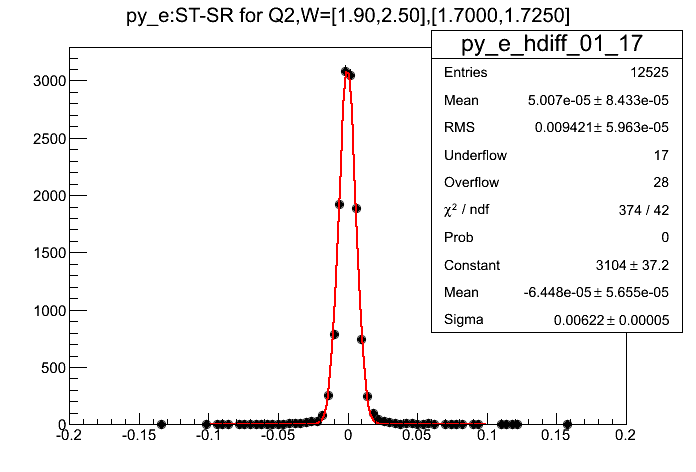 py_e:ST-SR for Q2,W=[1.90,2.50],[1.7000,1.7250]
py_e_hdiff_01_17
Entries 12525
Mean 5.007e-05 ± 8.433e-05
RMS 0.009421 ± 5.963e-05
Underflow 17
Overflow 28
χ² / ndf 374 / 42
Prob 0
Constant 3104 ± 37.2
Mean -6.448e-05 ± 5.655e-05
Sigma 0.00622 ± 0.00005
3000
2500
2000
1500
1000
500
0
-0.2 -0.15 -0.1 -0.05 0 0.05 0.1 0.15 0.2